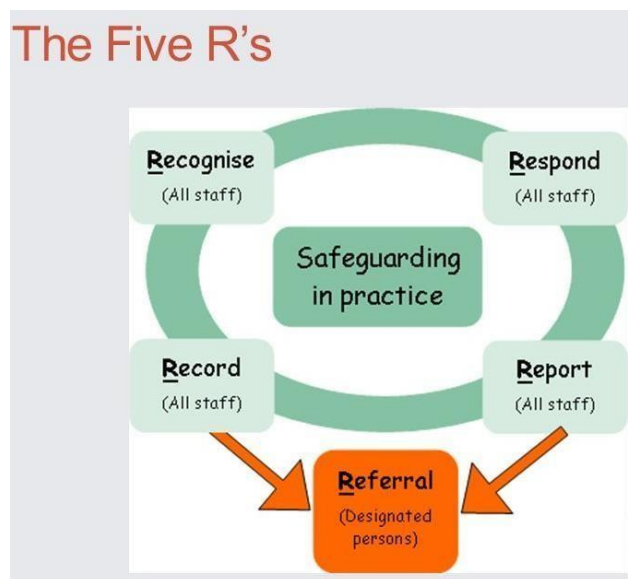 The Five R's
Recognise
(All staff)
Respond
(All staff)
Safeguarding
in practice
Record
(All staff)
Report
(All staff)
Referral
(Designated
persons)